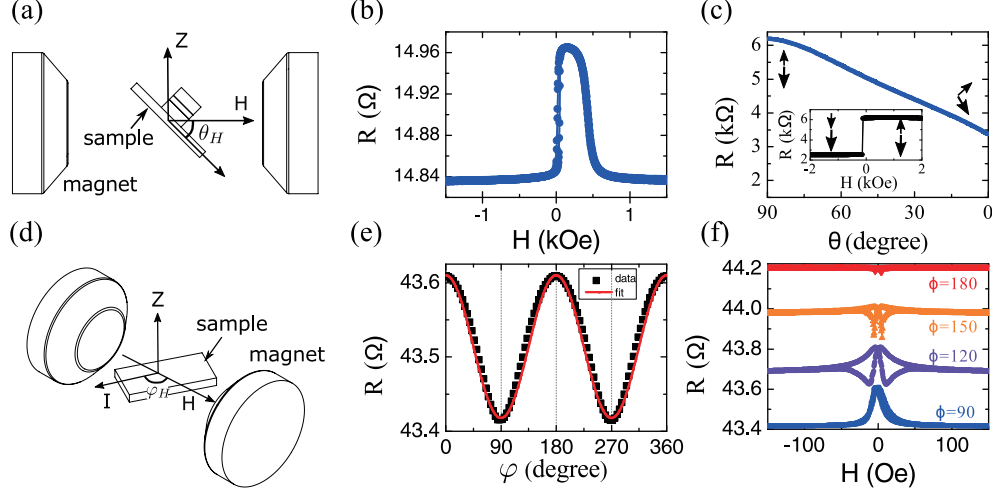 (a)
Z
H
sample
θH
magnet
(b)
R (Ω)
14.96
14.92
14.88
14.84
-1
0
1
H (kOe)
(c)
R (kΩ)
6
5
4
3
2
90
60
30
0
θ (degree)
R (kΩ)
6
4
2
-2
0
2
H (kOe)
(d)
Z
sample
magnet
I
φH
H
(e)
R (Ω)
43.6
43.5
43.4
data
fit
0
90
180
270
360
φ (degree)
(f)
R (Ω)
44.2
44.0
43.8
43.6
43.4
ϕ=180
ϕ=150
ϕ=120
ϕ=90
-100
0
100
H (Oe)